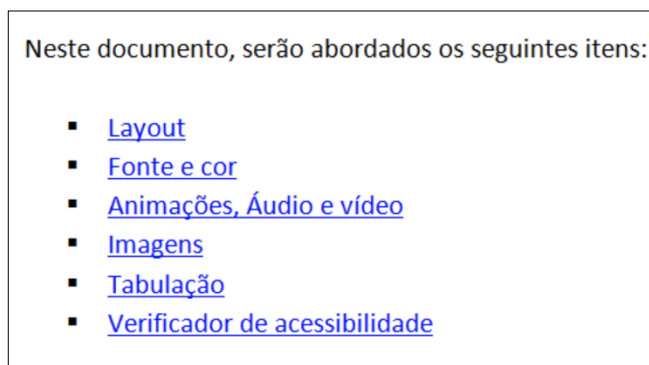 Neste documento, serão abordados os seguintes itens:
▪ Layout
▪ Fonte e cor
▪ Animações, Áudio e vídeo
▪ Imagens
▪ Tabulação
▪ Verificador de acessibilidade